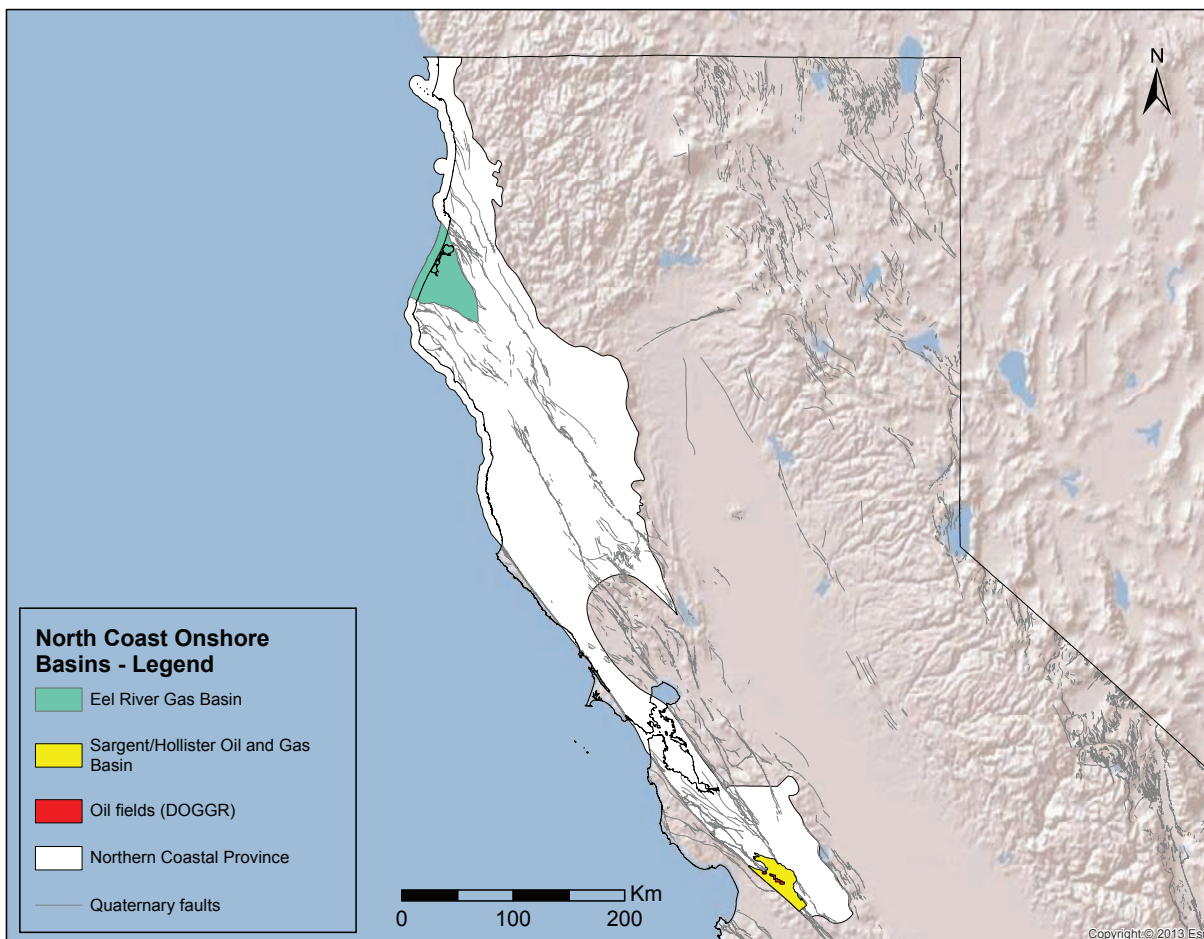 N
North Coast Onshore
Basins - Legend
Eel River Gas Basin
Sargent/Hollister Oil and Gas
Basin
Oil fields (DOGGR)
Northern Coastal Province
Quaternary faults
Km
0 100 200
Copyright:© 2013 Es